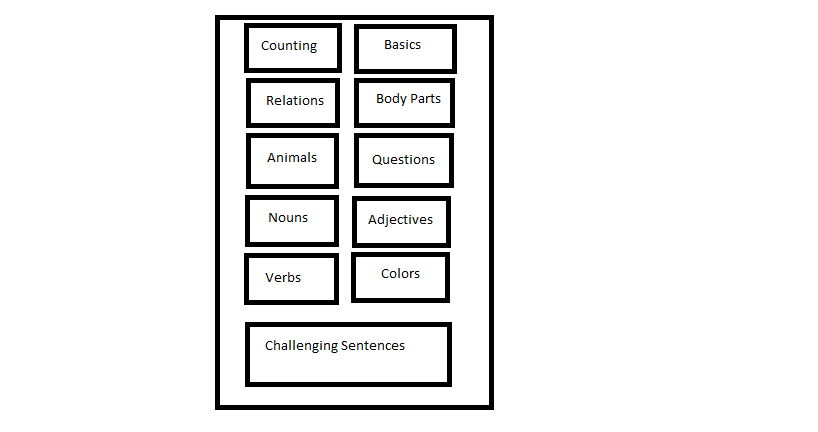 Counting
Basics
Relations
Body Parts
Animals
Questions
Nouns
Adjectives
Verbs
Colors
Challenging Sentences